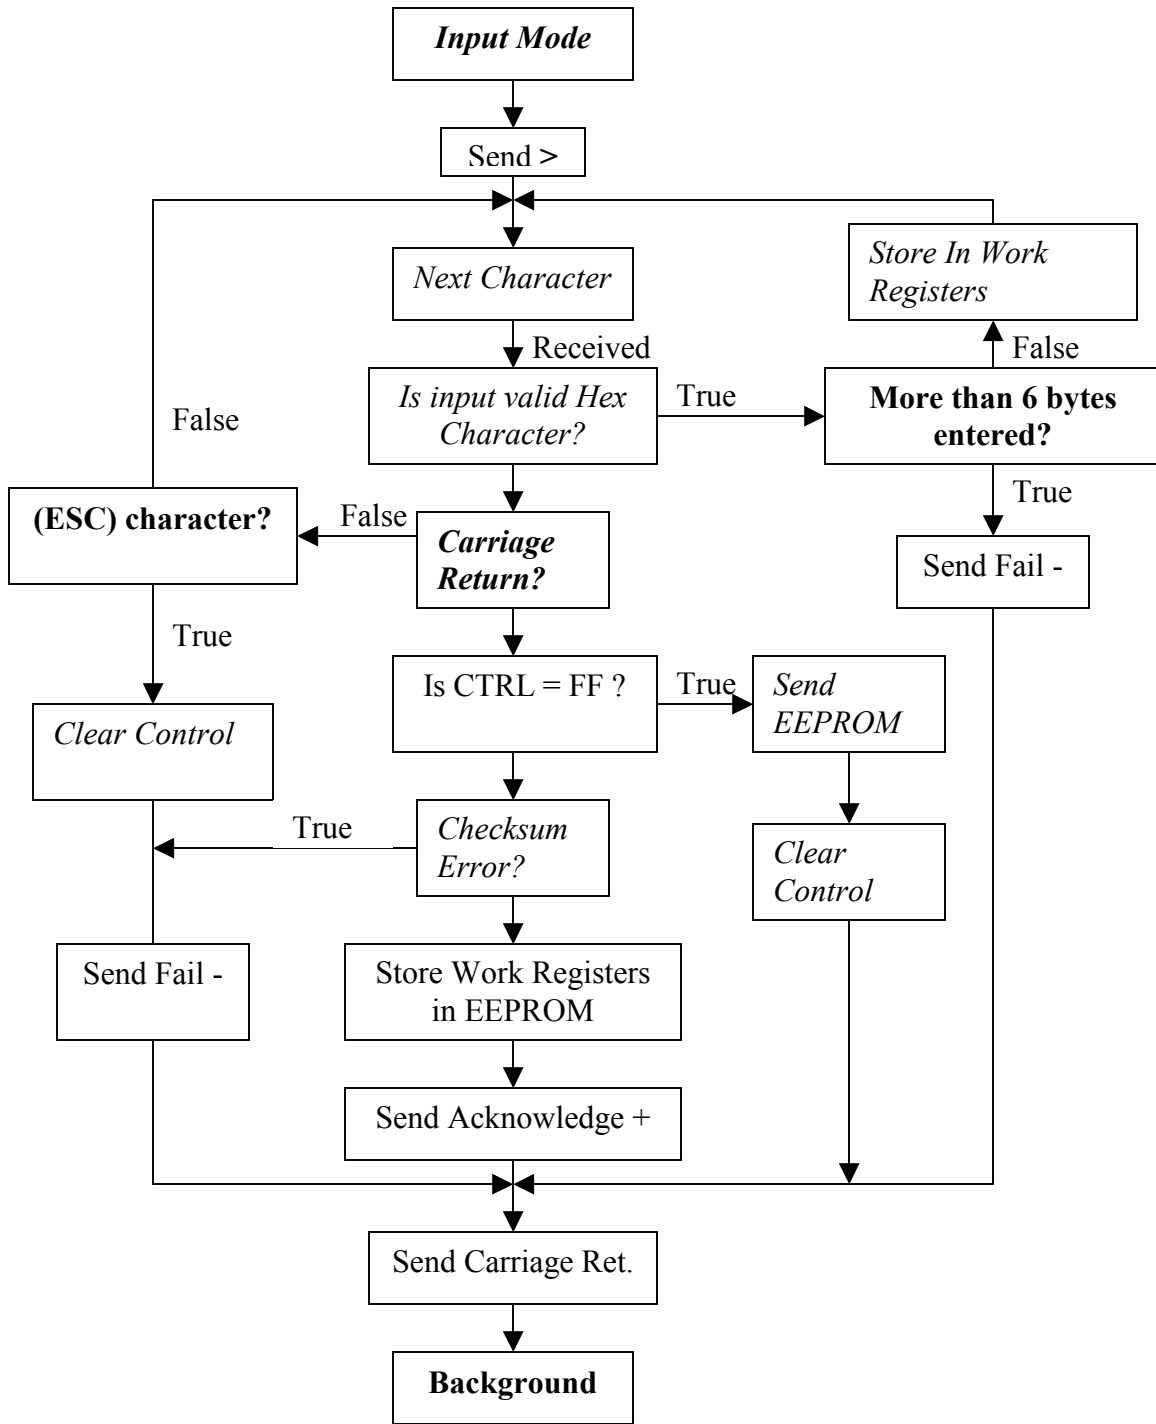 Input Mode
Send >
Next Character
Store In Work
Registers
Received
False
Is input valid Hex
Character?
True
More than 6 bytes
entered?
False
True
(ESC) character?
False
Carriage
Return?
Send Fail -
True
Is CTRL = FF ?
True
Send
EEPROM
Clear Control
True
Checksum
Error?
Clear
Control
Send Fail -
Store Work Registers
in EEPROM
Send Acknowledge +
Send Carriage Ret.
Background